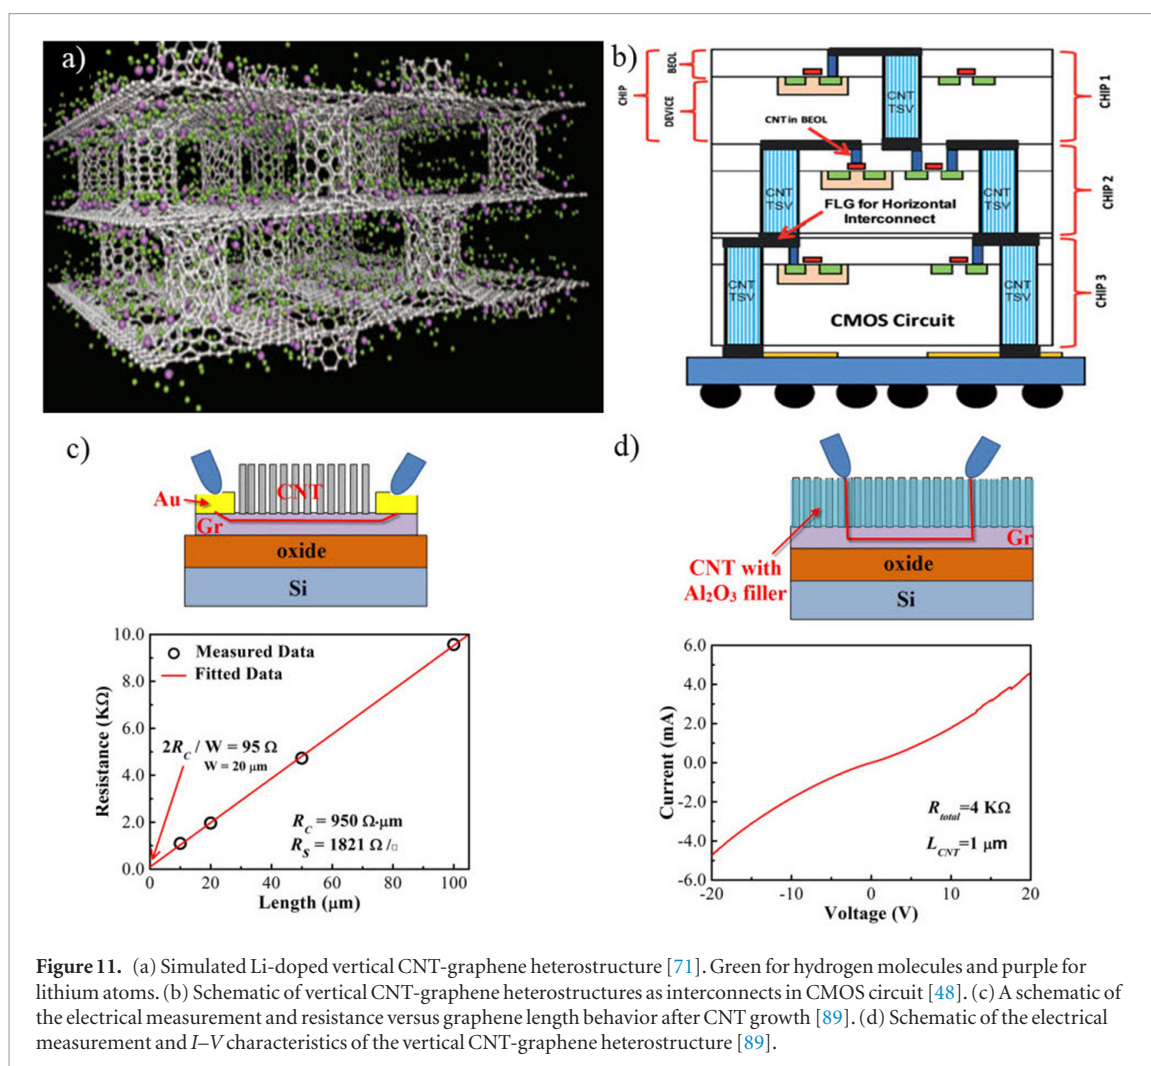 a)
b)
CHIP
BEOL
DEVICE
CNT in BEOL
CNT
TSV
CHIP 1
CNT
TSV
CNT
TSV
FLG for Horizontal
Interconnect
CHIP 2
CNT
TSV
CNT
TSV
CMOS Circuit
CHIP 3
c)
CNT
Au
Gr
oxide
Si
d)
Gr
CNT with
Al₂O₃ filler
oxide
Si
10.0
8.0
6.0
4.0
2.0
0.0
Resistance (KΩ)
Measured Data
Fitted Data
2R_C / W = 95 Ω
W = 20 μm
R_C = 950 Ω·μm
R_S = 1821 Ω/□
0 20 40 60 80 100
Length (μm)
6.0
4.0
2.0
0.0
-2.0
-4.0
-6.0
Current (mA)
R_total=4 KΩ
L_CNT=1 μm
-20 -10 0 10 20
Voltage (V)
Figure 11. (a) Simulated Li-doped vertical CNT-graphene heterostructure [71]. Green for hydrogen molecules and purple for
lithium atoms. (b) Schematic of vertical CNT-graphene heterostructures as interconnects in CMOS circuit [48]. (c) A schematic of
the electrical measurement and resistance versus graphene length behavior after CNT growth [89]. (d) Schematic of the electrical
measurement and I–V characteristics of the vertical CNT-graphene heterostructure [89].